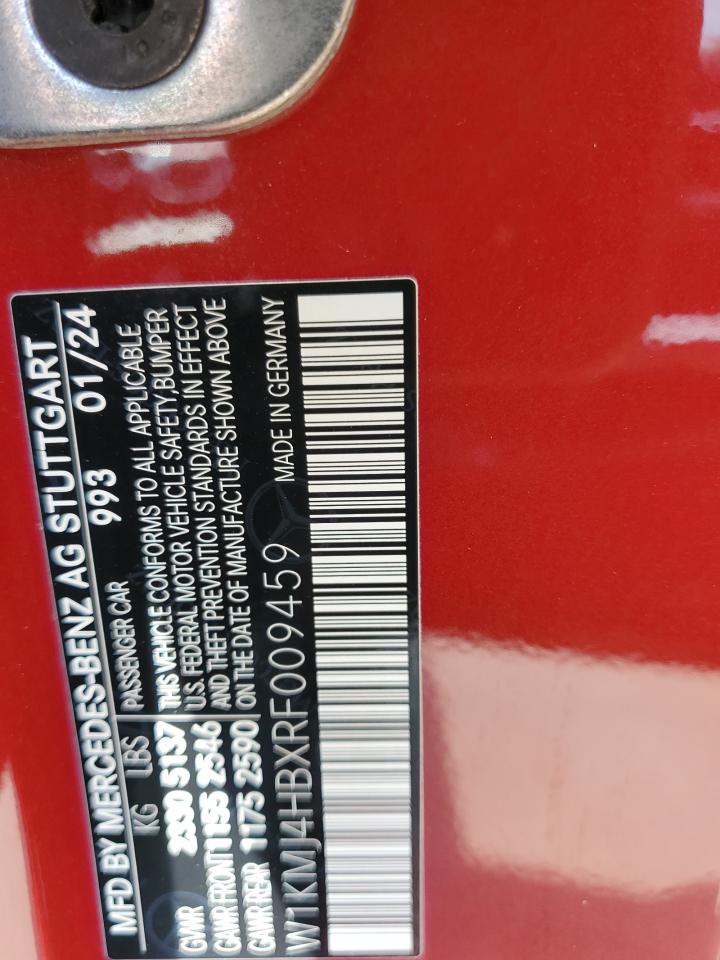 MFD BY MERCEDES-BENZ AG STUTTGART
KG LBS PASSENGER CAR 993 01/24
GVWR 2330 5137 THIS VEHICLE CONFORMS TO ALL APPLICABLE
U.S. FEDERAL MOTOR VEHICLE SAFETY,BUMPER
GAWR FRONT 1155 2546 AND THEFT PREVENTION STANDARDS IN EFFECT
GAWR REAR 1175 2590 ON THE DATE OF MANUFACTURE SHOWN ABOVE
W1KMJ4HBXRF009459 MADE IN GERMANY